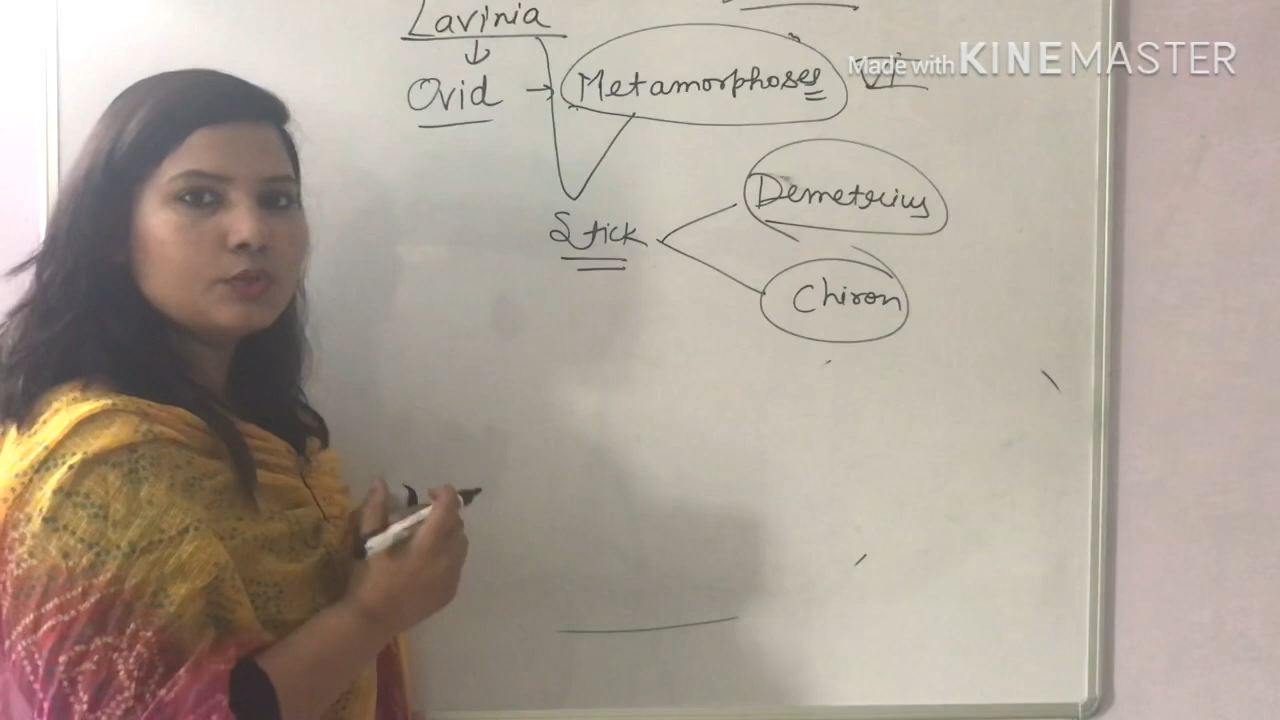 Lavinia
Ovid → Metamorphoses VI
Made with KINEMASTER
Stick
Demetrius
Chiron